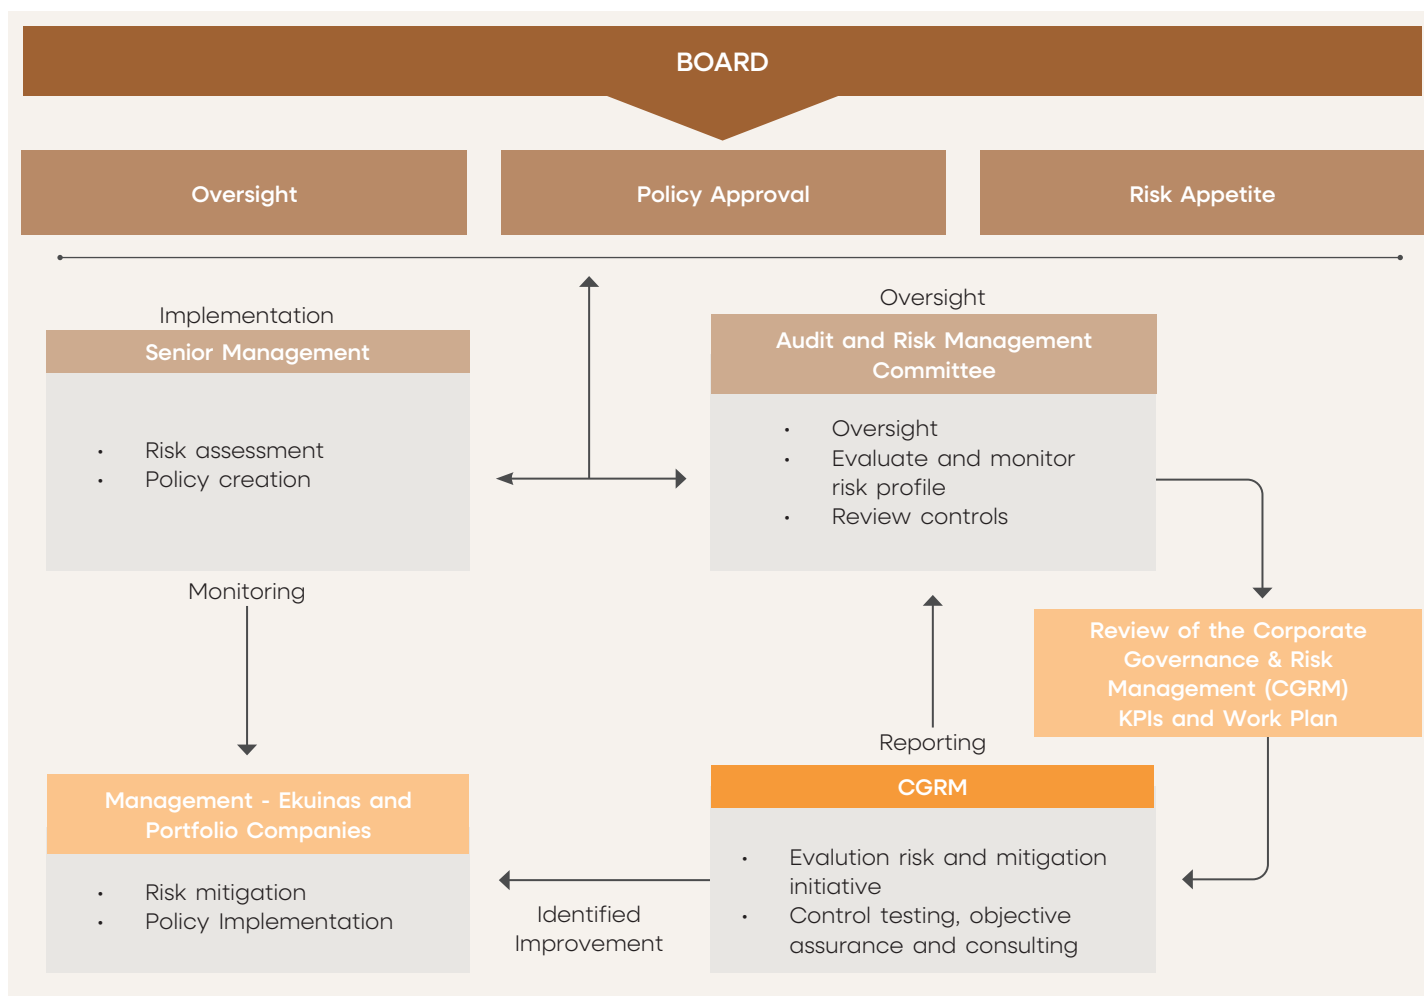 BOARD
Oversight
Policy Approval
Risk Appetite
Implementation
Senior Management
• Risk assessment
• Policy creation
Oversight
Audit and Risk Management
Committee
• Oversight
• Evaluate and monitor
risk profile
• Review controls
Monitoring
Review of the Corporate
Governance & Risk
Management (CGRM)
KPIs and Work Plan
Reporting
Management - Ekuinas and
Portfolio Companies
• Risk mitigation
• Policy Implementation
CGRM
• Evalution risk and mitigation
initiative
• Control testing, objective
assurance and consulting
Identified
Improvement